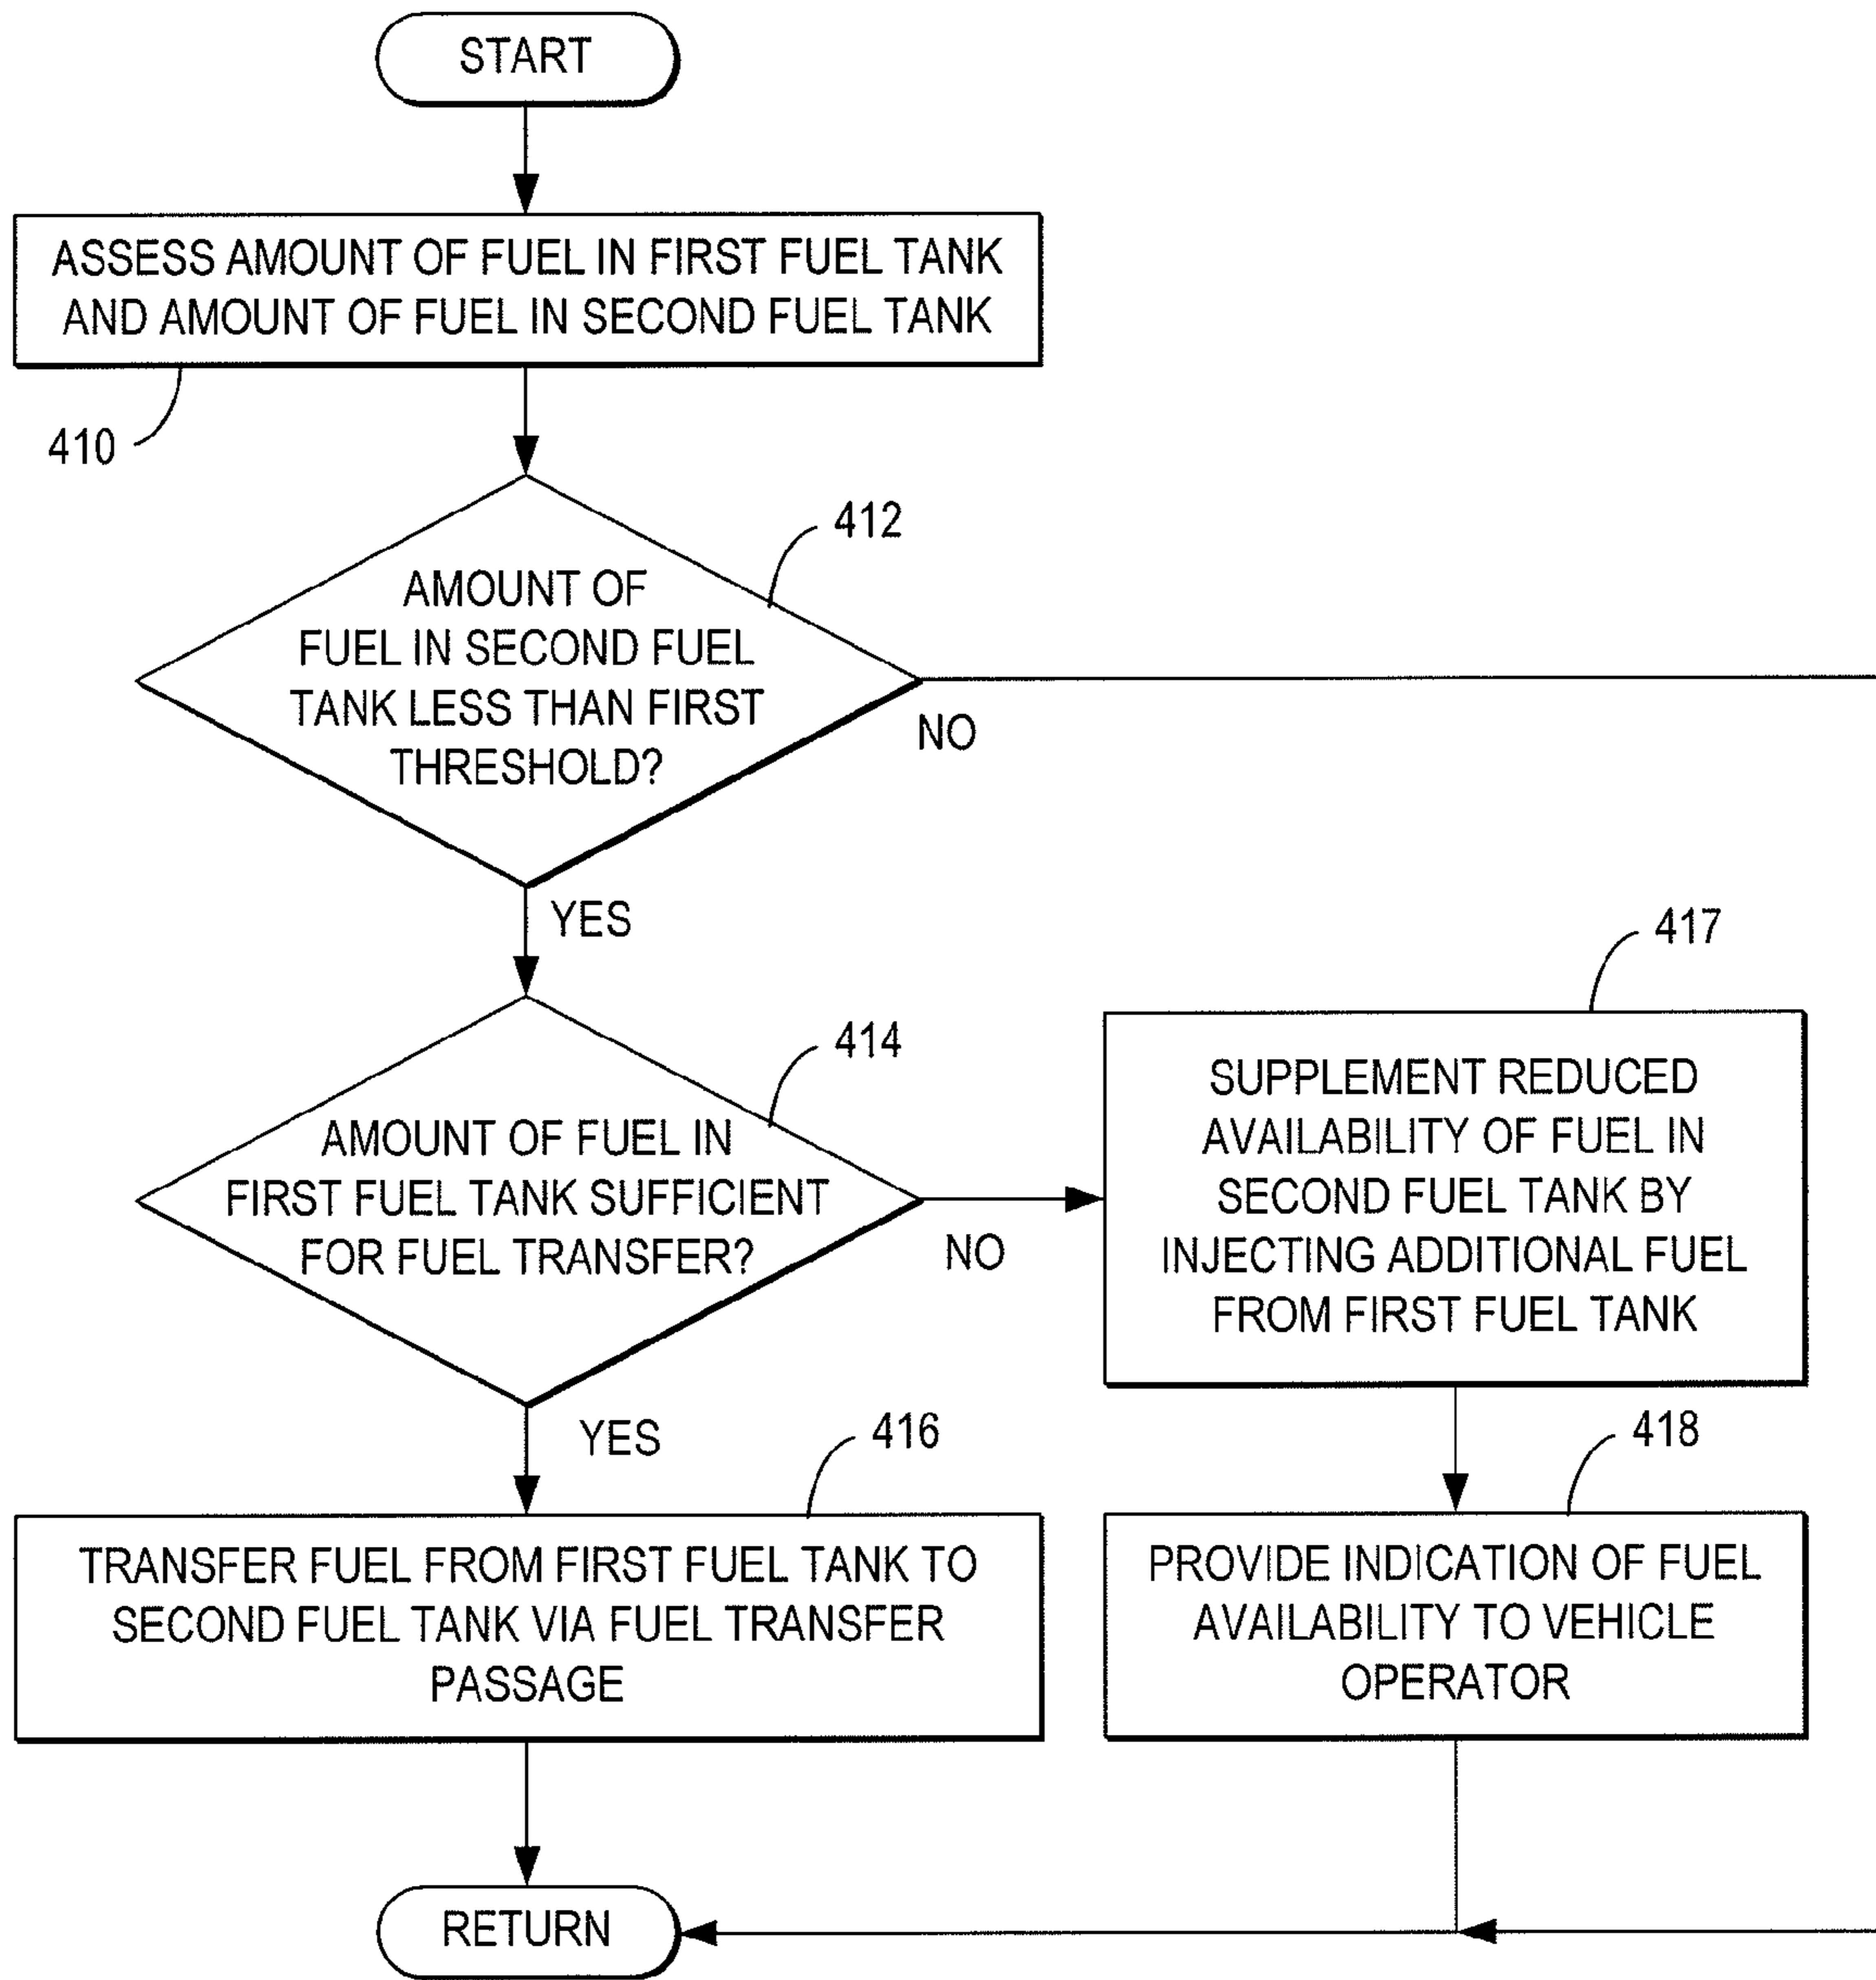 START
ASSESS AMOUNT OF FUEL IN FIRST FUEL TANK
AND AMOUNT OF FUEL IN SECOND FUEL TANK
410
412
AMOUNT OF
FUEL IN SECOND FUEL
TANK LESS THAN FIRST
THRESHOLD?
NO
YES
414
AMOUNT OF FUEL IN
FIRST FUEL TANK SUFFICIENT
FOR FUEL TRANSFER?
NO
YES
417
SUPPLEMENT REDUCED
AVAILABILITY OF FUEL IN
SECOND FUEL TANK BY
INJECTING ADDITIONAL FUEL
FROM FIRST FUEL TANK
416
TRANSFER FUEL FROM FIRST FUEL TANK TO
SECOND FUEL TANK VIA FUEL TRANSFER
PASSAGE
418
PROVIDE INDICATION OF FUEL
AVAILABILITY TO VEHICLE
OPERATOR
RETURN